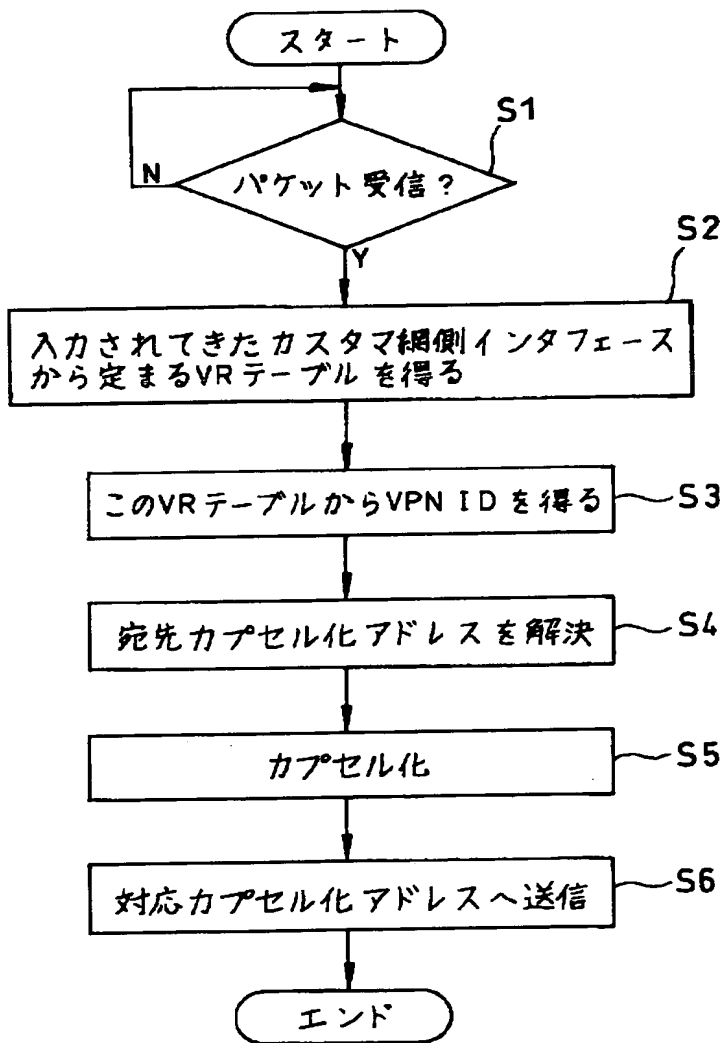 スタート
S1
パケット受信?
N
Y
S2
入力されてきたカスタマ網側インタフェース
から定まるVRテーブルを得る
このVRテーブルからVPN IDを得る
S3
宛先カプセル化アドレスを解決
S4
カプセル化
S5
対応カプセル化アドレスへ送信
S6
エンド